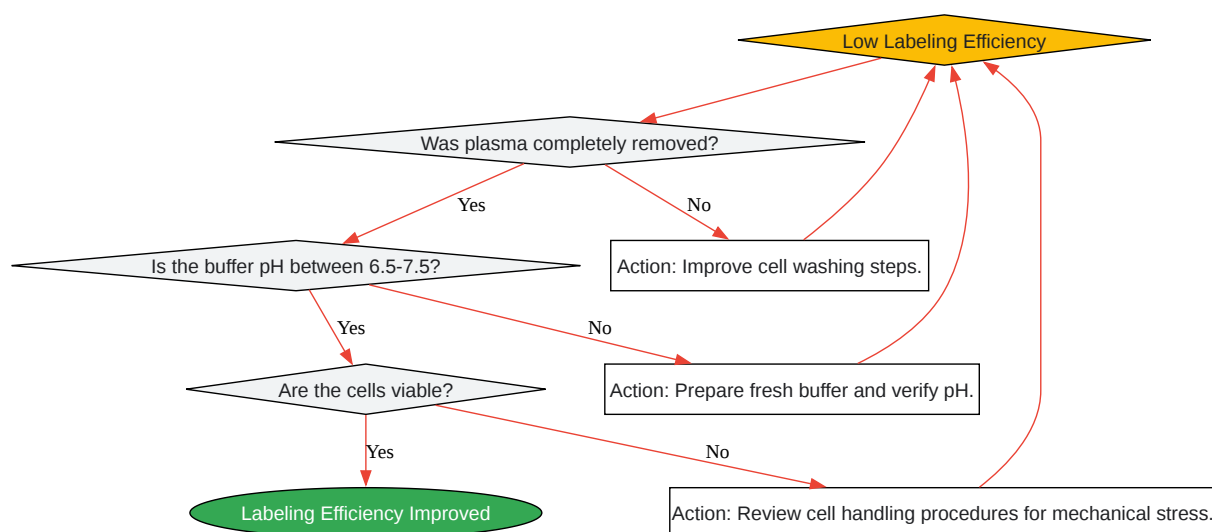 Low Labeling Efficiency
Was plasma completely removed?
Yes
No
Is the buffer pH between 6.5-7.5?
Action: Improve cell washing steps.
Yes
No
Are the cells viable?
Action: Prepare fresh buffer and verify pH.
Yes
No
Labeling Efficiency Improved
Action: Review cell handling procedures for mechanical stress.